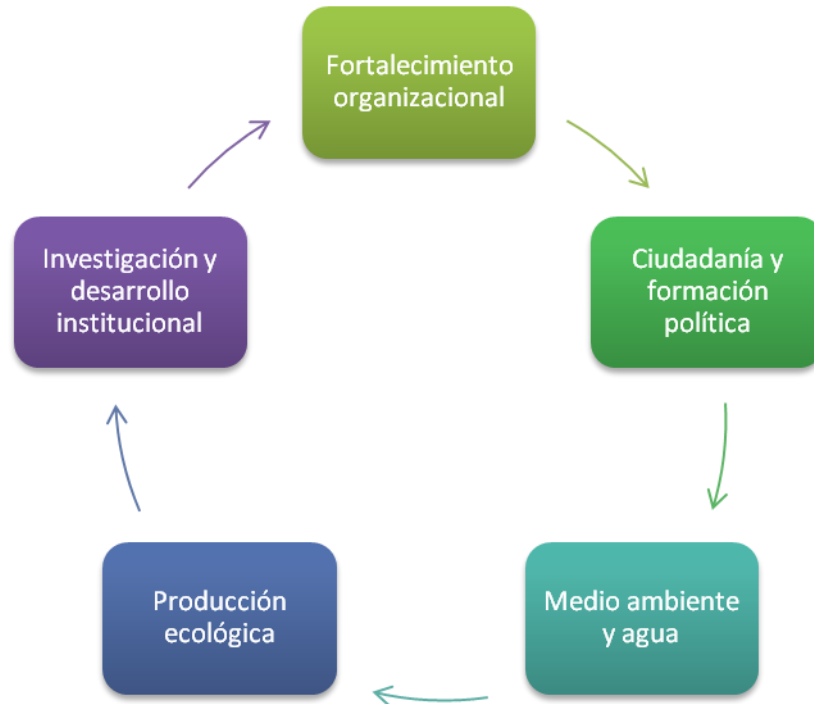 Fortalecimiento
organizacional
Ciudadanía y
formación
política
Medio ambiente
y agua
Producción
ecológica
Investigación y
desarrollo
institucional